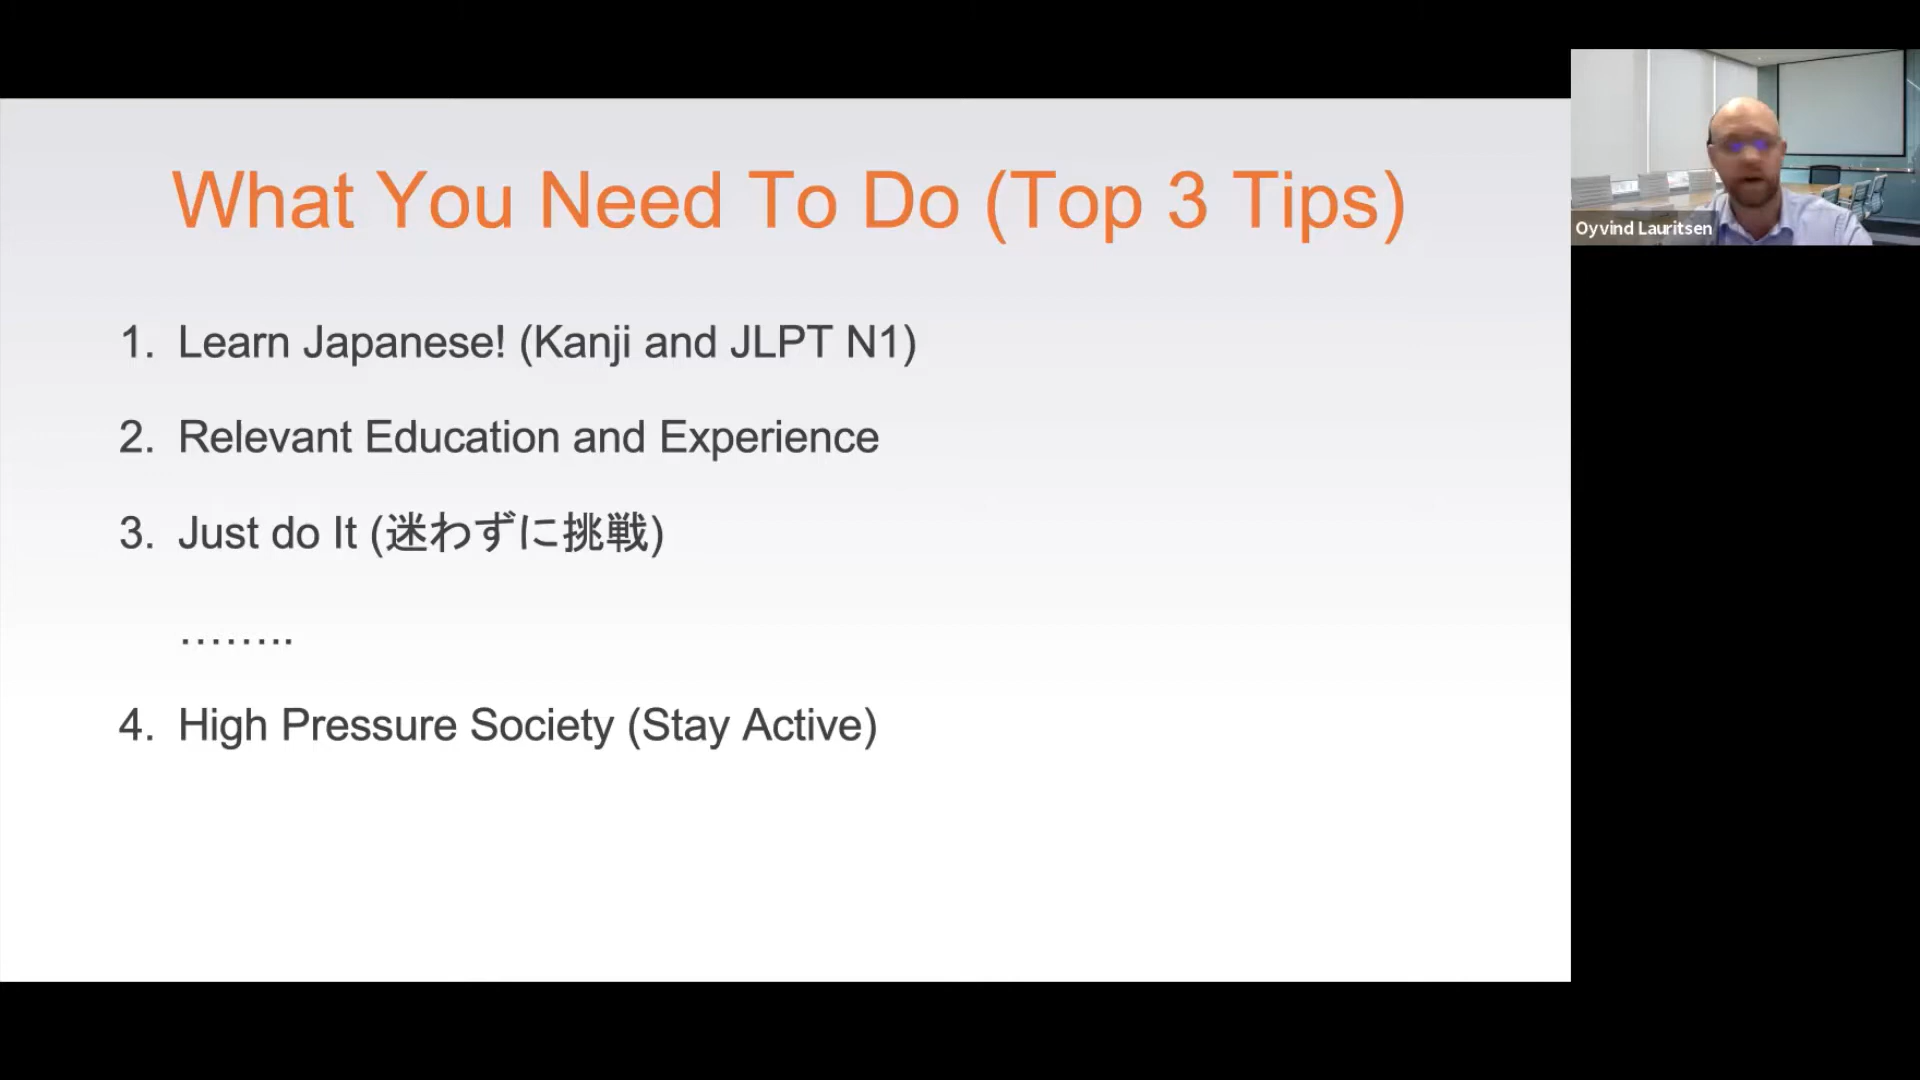 What You Need To Do (Top 3 Tips)
1. Learn Japanese! (Kanji and JLPT N1)
2. Relevant Education and Experience
3. Just do It (迷わずに挑戦)
……..
4. High Pressure Society (Stay Active)
Oyvind Lauritsen